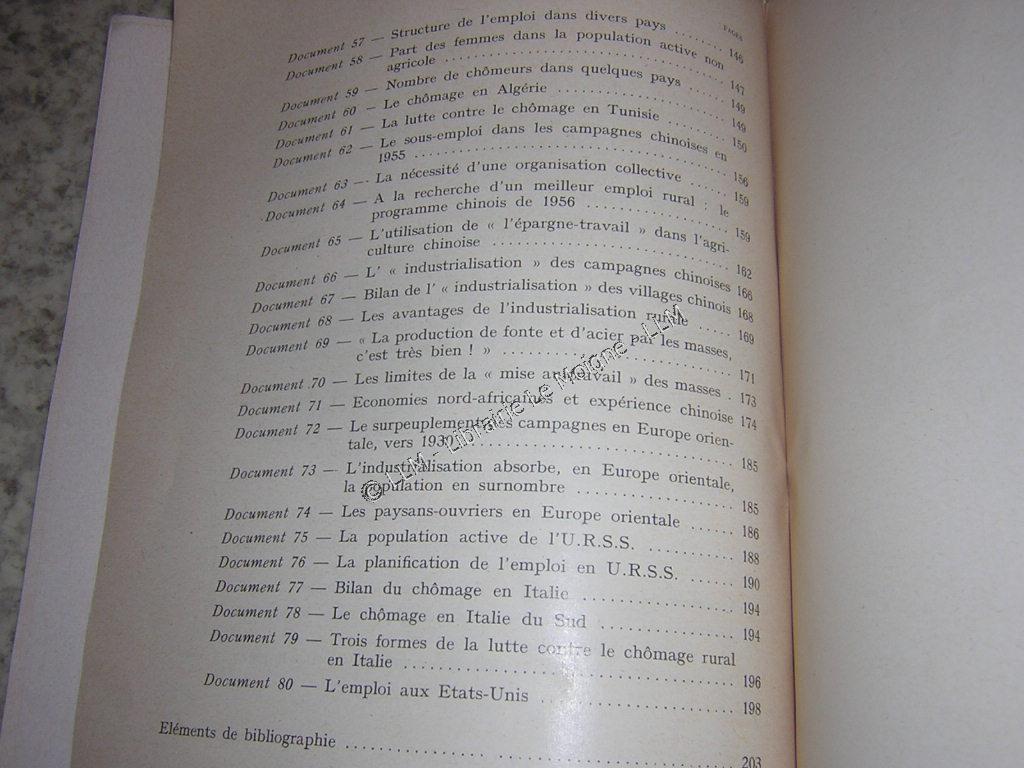 PAGES
Document 57 — Structure de l'emploi dans divers pays ........ 146
Document 58 — Part des femmes dans la population active non
agricole ........ 147
Document 59 — Nombre de chômeurs dans quelques pays ...... 149
Document 60 — Le chômage en Algérie ........ 149
Document 61 — La lutte contre le chômage en Tunisie ........ 150
Document 62 — Le sous-emploi dans les campagnes chinoises en
1955 ........ 156
Document 63 — La nécessité d'une organisation collective ...... 159
Document 64 — A la recherche d'un meilleur emploi rural : le
programme chinois de 1956 ........ 159
Document 65 — L'utilisation de « l'épargne-travail » dans l'agri-
culture chinoise ........ 162
Document 66 — L' « industrialisation » des campagnes chinoises 166
Document 67 — Bilan de l' « industrialisation » des villages chinois 168
Document 68 — Les avantages de l'industrialisation rurale ..... 169
Document 69 — « La production de fonte et d'acier par les masses,
c'est très bien ! » ........ 171
Document 70 — Les limites de la « mise au travail » des masses . 173
Document 71 — Economies nord-africaines et expérience chinoise 174
Document 72 — Le surpeuplement des campagnes en Europe orien-
tale, vers 1930 ........ 185
Document 73 — L'industrialisation absorbe, en Europe orientale,
la population en surnombre ........ 185
Document 74 — Les paysans-ouvriers en Europe orientale ...... 186
Document 75 — La population active de l'U.R.S.S. ........ 188
Document 76 — La planification de l'emploi en U.R.S.S. ...... 190
Document 77 — Bilan du chômage en Italie ........ 194
Document 78 — Le chômage en Italie du Sud ........ 194
Document 79 — Trois formes de la lutte contre le chômage rural
en Italie ........ 196
Document 80 — L'emploi aux Etats-Unis ........ 198
Eléments de bibliographie ........ 203
© LLM - Librairie Le Moigne - LLM